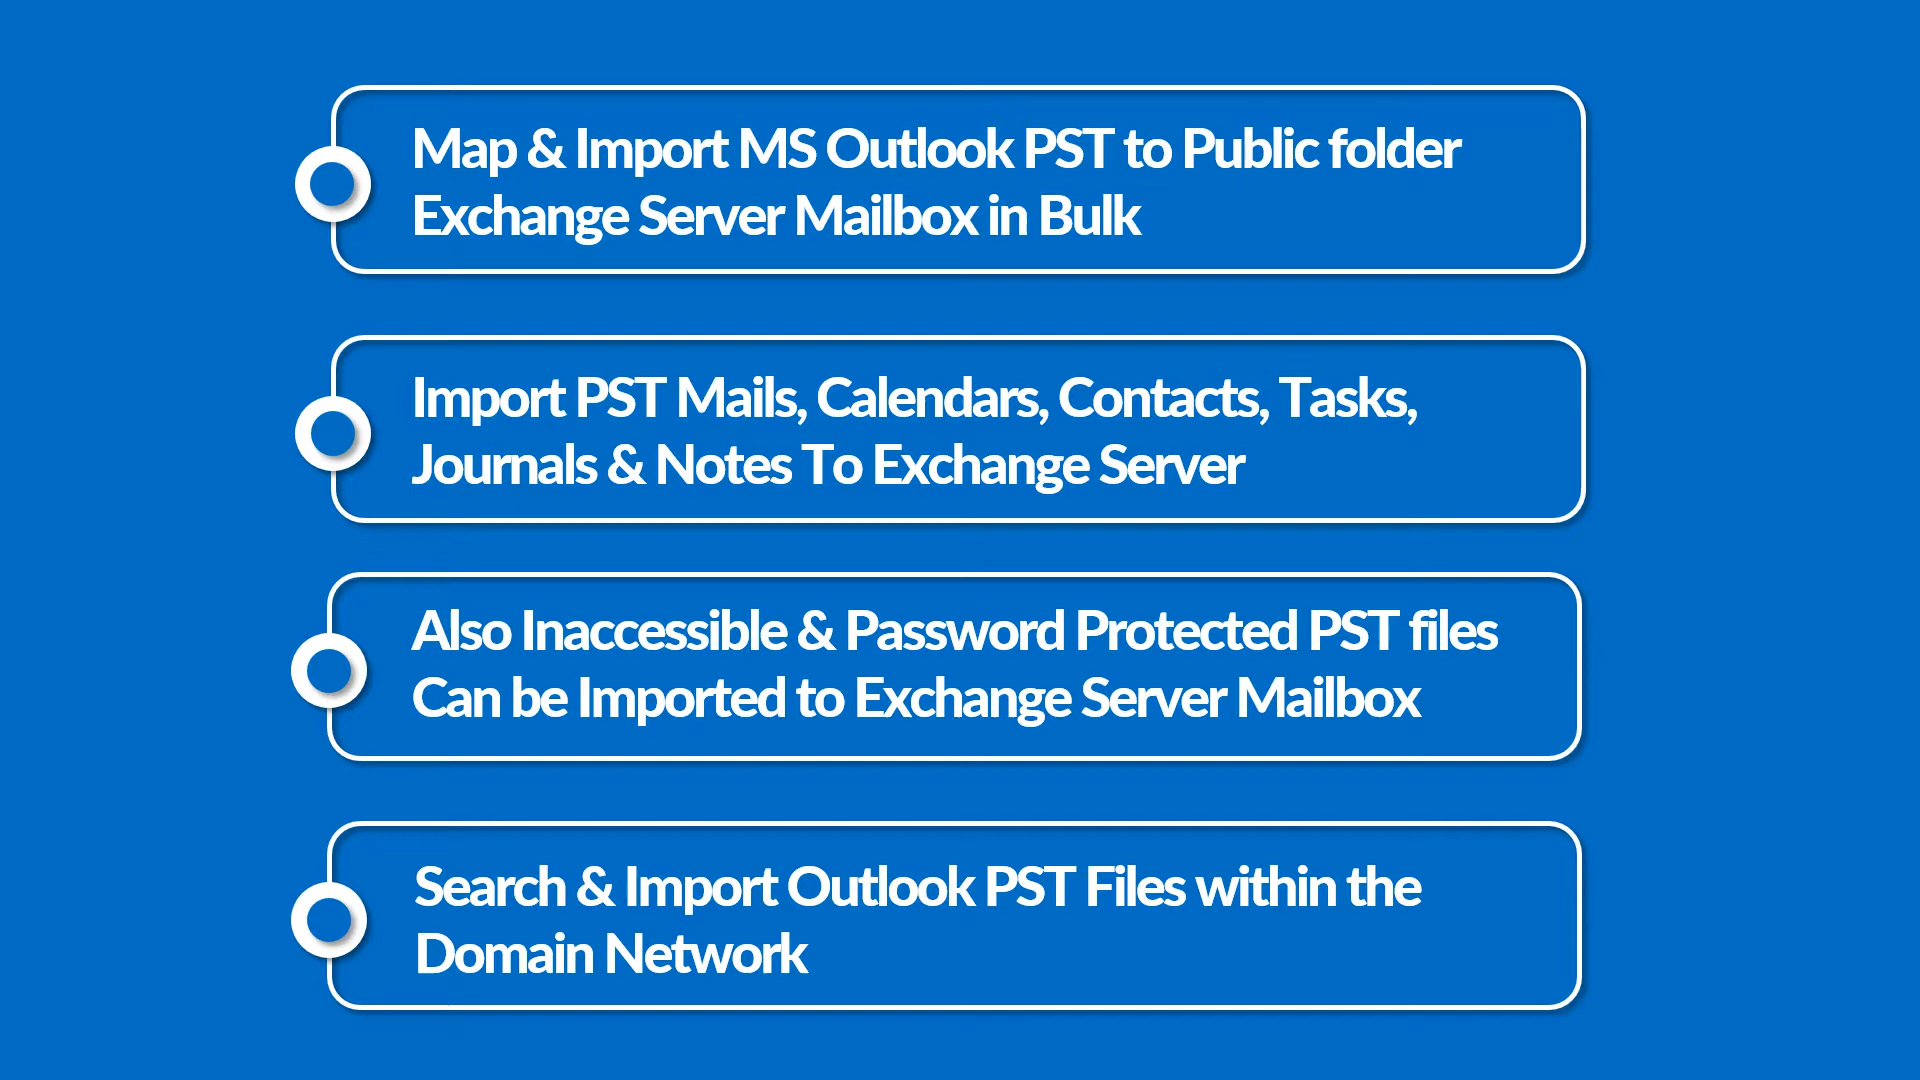 Map & Import MS Outlook PST to Public folder
Exchange Server Mailbox in Bulk
Import PST Mails, Calendars, Contacts, Tasks,
Journals & Notes To Exchange Server
Also Inaccessible & Password Protected PST files
Can be Imported to Exchange Server Mailbox
Search & Import Outlook PST Files within the
Domain Network